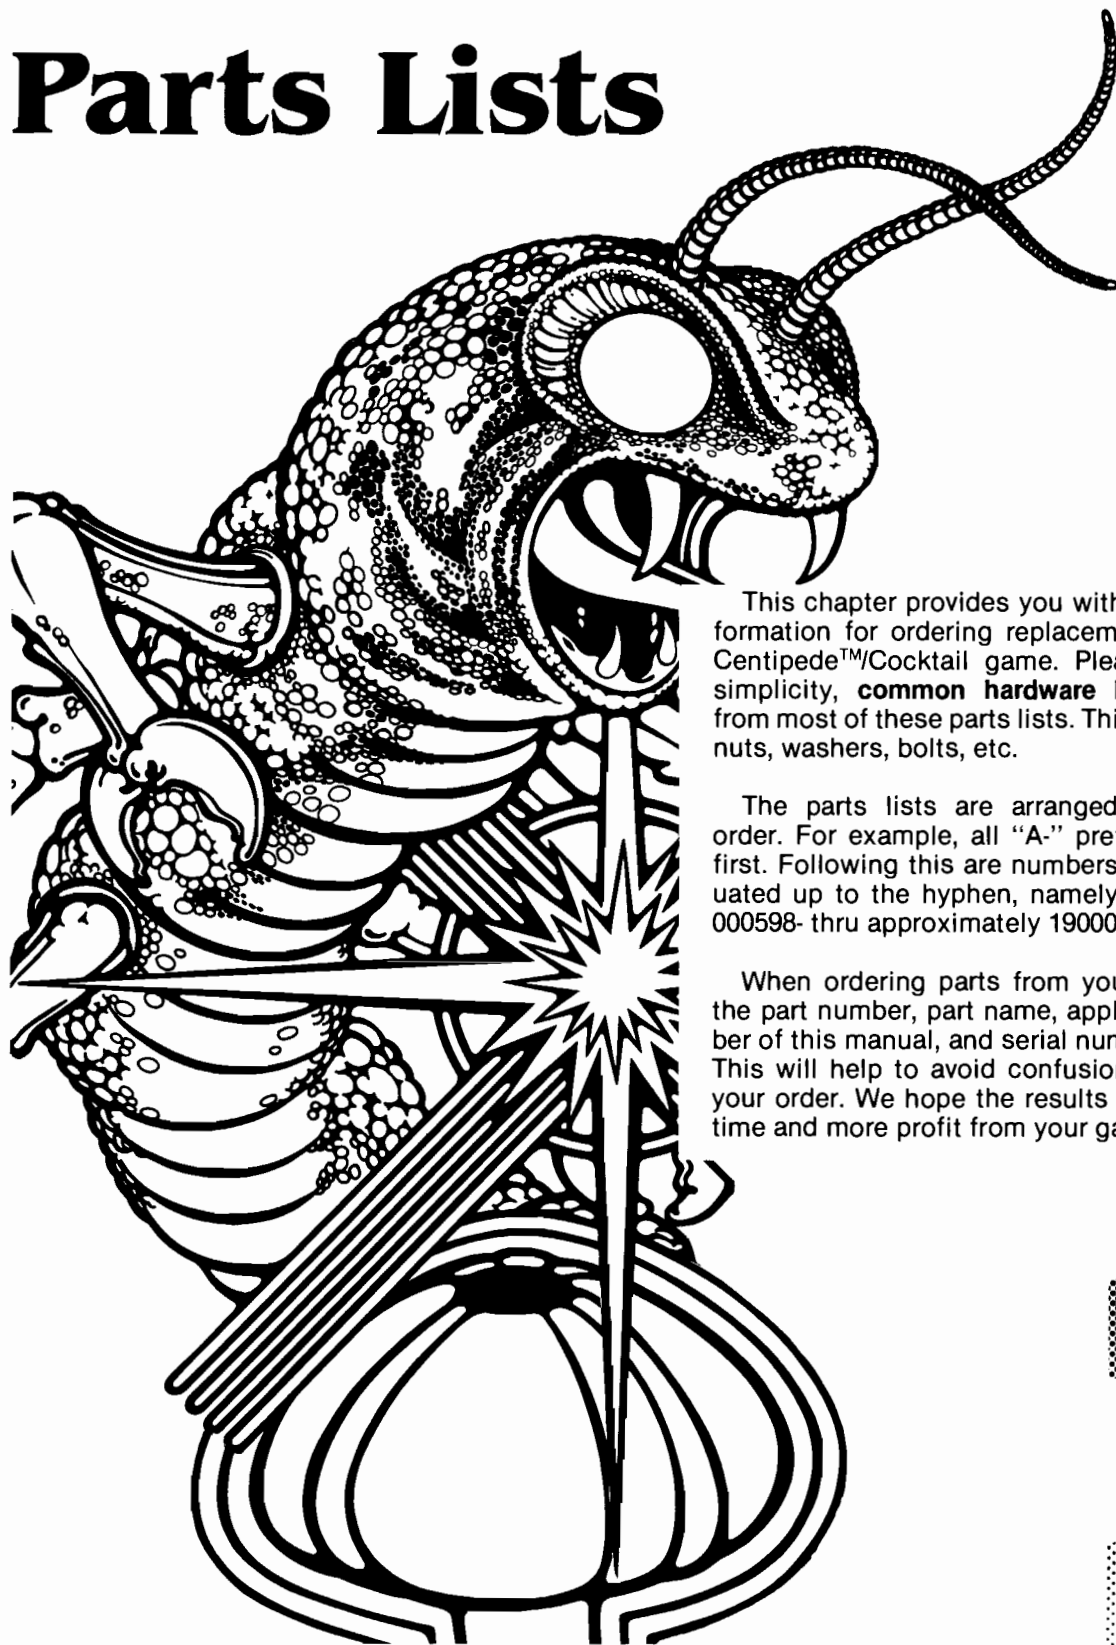 Parts Lists
This chapter provides you with
formation for ordering replacem
Centipede™/Cocktail game. Plea
simplicity, common hardware
from most of these parts lists. Thi
nuts, washers, bolts, etc.
The parts lists are arranged
order. For example, all “A-” pre
first. Following this are numbers
uated up to the hyphen, namely
000598- thru approximately 19000
When ordering parts from you
the part number, part name, appl
ber of this manual, and serial nur
This will help to avoid confusion
your order. We hope the results
time and more profit from your ga